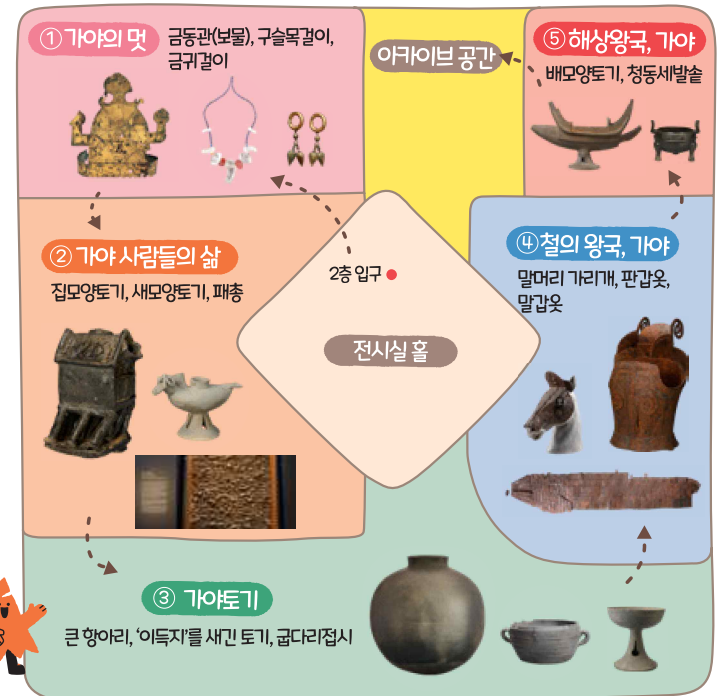 ① 가야의 멋
금동관(보물), 구슬목걸이,
금귀걸이
아카이브 공간
⑤ 해상왕국, 가야
배모양토기, 청동세발솥
② 가야 사람들의 삶
집모양토기, 새모양토기, 패총
2층 입구
전시실 홀
④ 철의 왕국, 가야
말머리 가리개, 판갑옷,
말갑옷
③ 가야토기
큰 항아리, ‘이득지’를 새긴 토기, 굽다리접시